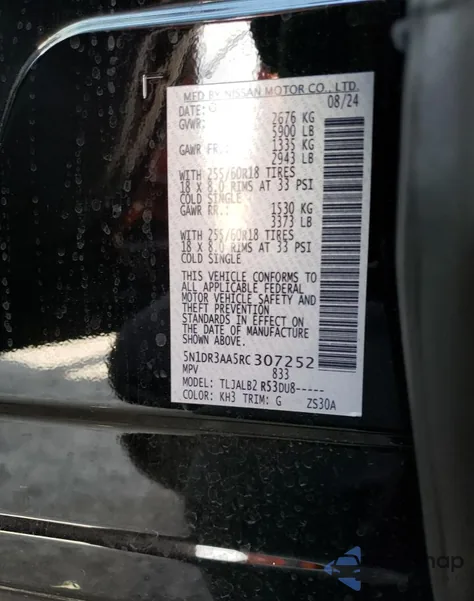 MFD BY NISSAN MOTOR CO., LTD.
DATE: 08/24
GVWR: 2676 KG
5900 LB
GAWR FR.: 1335 KG
2943 LB
WITH 255/60R18 TIRES
18 x 8.0 RIMS AT 33 PSI
COLD SINGLE
GAWR RR.: 1530 KG
3373 LB
WITH 255/60R18 TIRES
18 x 8.0 RIMS AT 33 PSI
COLD SINGLE
THIS VEHICLE CONFORMS TO
ALL APPLICABLE FEDERAL
MOTOR VEHICLE SAFETY AND
THEFT PREVENTION
STANDARDS IN EFFECT ON
THE DATE OF MANUFACTURE
SHOWN ABOVE.
5N1DR3AA5RC307252
MPV 833
MODEL: TLJALB2 R53DU8-----
COLOR: KH3 TRIM: G ZS30A